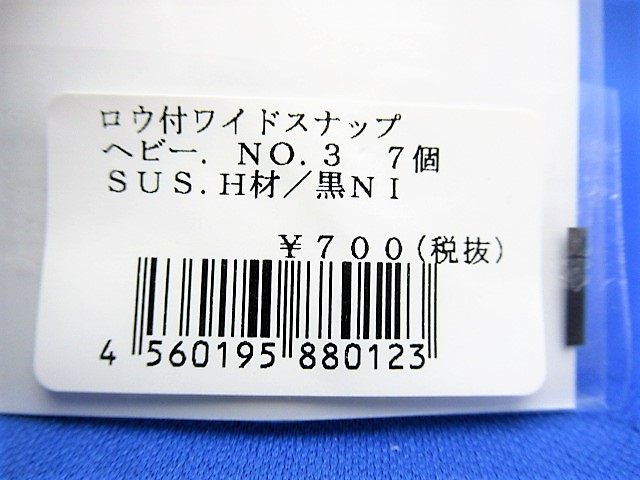 ロウ付ワイドスナップ
ヘビー．ＮＯ.３　７個
ＳＵＳ.Ｈ材／黒ＮＩ
￥７００(税抜)
4 560195 880123